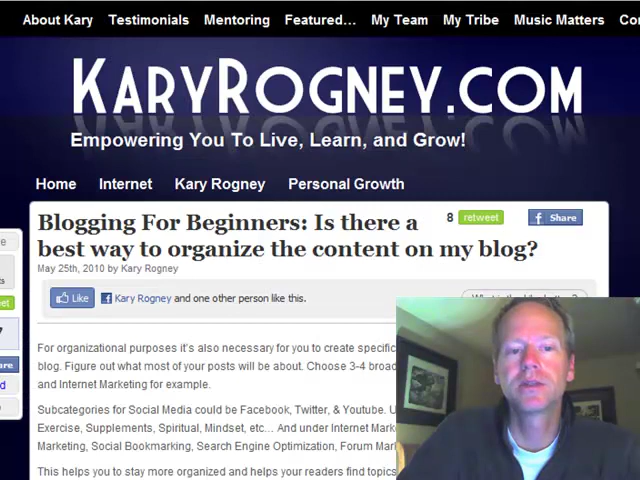 About Kary Testimonials Mentoring Featured... My Team My Tribe Music Matters
KARYROGNEY.COM
Empowering You To Live, Learn, and Grow!
Home Internet Kary Rogney Personal Growth
Blogging For Beginners: Is there a
8 retweet Share
best way to organize the content on my blog?
May 25th, 2010 by Kary Rogney
Like Kary Rogney and one other person like this.
For organizational purposes it's also necessary for you to create specific
blog. Figure out what most of your posts will be about. Choose 3-4
and Internet Marketing for example.
Subcategories for Social Media could be Facebook, Twitter, & Youtube.
Exercise, Supplements, Spiritual, Mindset, etc... And under Internet
Marketing, Social Bookmarking, Search Engine Optimization, Forum
This helps you to stay more organized and helps your readers find topics